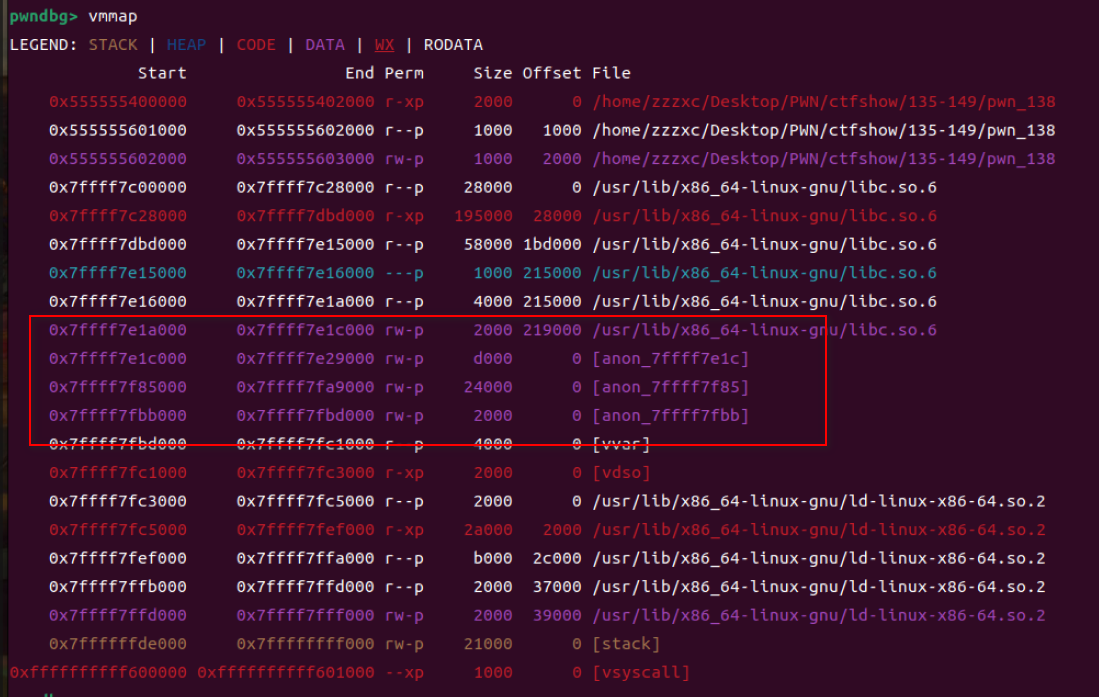 pwndbg> vmmap
LEGEND: STACK | HEAP | CODE | DATA | WX | RODATA
Start End Perm Size Offset File
0x555555400000 0x555555402000 r-xp 2000 0 /home/zzzxc/Desktop/PWN/ctfshow/135-149/pwn_138
0x555555601000 0x555555602000 r--p 1000 1000 /home/zzzxc/Desktop/PWN/ctfshow/135-149/pwn_138
0x555555602000 0x555555603000 rw-p 1000 2000 /home/zzzxc/Desktop/PWN/ctfshow/135-149/pwn_138
0x7ffff7c00000 0x7ffff7c28000 r--p 28000 0 /usr/lib/x86_64-linux-gnu/libc.so.6
0x7ffff7c28000 0x7ffff7dbd000 r-xp 195000 28000 /usr/lib/x86_64-linux-gnu/libc.so.6
0x7ffff7dbd000 0x7ffff7e15000 r--p 58000 1bd000 /usr/lib/x86_64-linux-gnu/libc.so.6
0x7ffff7e15000 0x7ffff7e16000 ---p 1000 215000 /usr/lib/x86_64-linux-gnu/libc.so.6
0x7ffff7e16000 0x7ffff7e1a000 r--p 4000 215000 /usr/lib/x86_64-linux-gnu/libc.so.6
0x7ffff7e1a000 0x7ffff7e1c000 rw-p 2000 219000 /usr/lib/x86_64-linux-gnu/libc.so.6
0x7ffff7e1c000 0x7ffff7e29000 rw-p d000 0 [anon_7ffff7e1c]
0x7ffff7f85000 0x7ffff7fa9000 rw-p 24000 0 [anon_7ffff7f85]
0x7ffff7fbb000 0x7ffff7fbd000 rw-p 2000 0 [anon_7ffff7fbb]
0x7ffff7fbd000 0x7ffff7fc1000 r--p 4000 0 [vvar]
0x7ffff7fc1000 0x7ffff7fc3000 r-xp 2000 0 [vdso]
0x7ffff7fc3000 0x7ffff7fc5000 r--p 2000 0 /usr/lib/x86_64-linux-gnu/ld-linux-x86-64.so.2
0x7ffff7fc5000 0x7ffff7fef000 r-xp 2a000 2000 /usr/lib/x86_64-linux-gnu/ld-linux-x86-64.so.2
0x7ffff7fef000 0x7ffff7ffa000 r--p b000 2c000 /usr/lib/x86_64-linux-gnu/ld-linux-x86-64.so.2
0x7ffff7ffb000 0x7ffff7ffd000 r--p 2000 37000 /usr/lib/x86_64-linux-gnu/ld-linux-x86-64.so.2
0x7ffff7ffd000 0x7ffff7fff000 rw-p 2000 39000 /usr/lib/x86_64-linux-gnu/ld-linux-x86-64.so.2
0x7ffffffde000 0x7ffffffff000 rw-p 21000 0 [stack]
0xffffffffff600000 0xffffffffff601000 --xp 1000 0 [vsyscall]